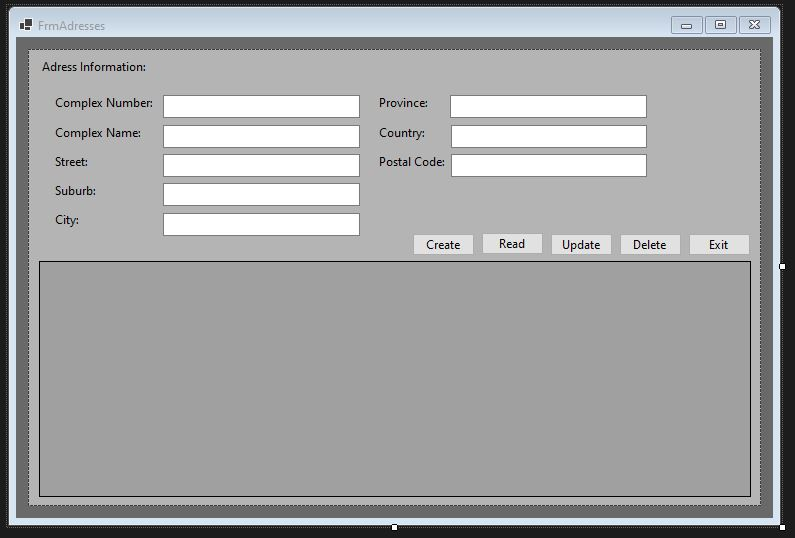 FrmAdresses
Adress Information:
Complex Number:
Province:
Complex Name:
Country:
Street:
Postal Code:
Suburb:
City:
Create Read Update Delete Exit